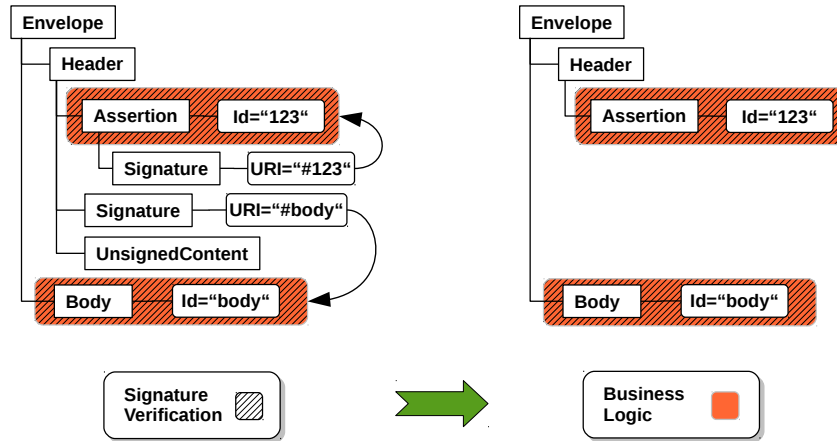 Envelope
Header
Assertion
Id=“123“
Signature
URI=“#123“
Signature
URI=“#body“
UnsignedContent
Body
Id=“body“
Signature
Verification
Envelope
Header
Assertion
Id=“123“
Body
Id=“body“
Business
Logic